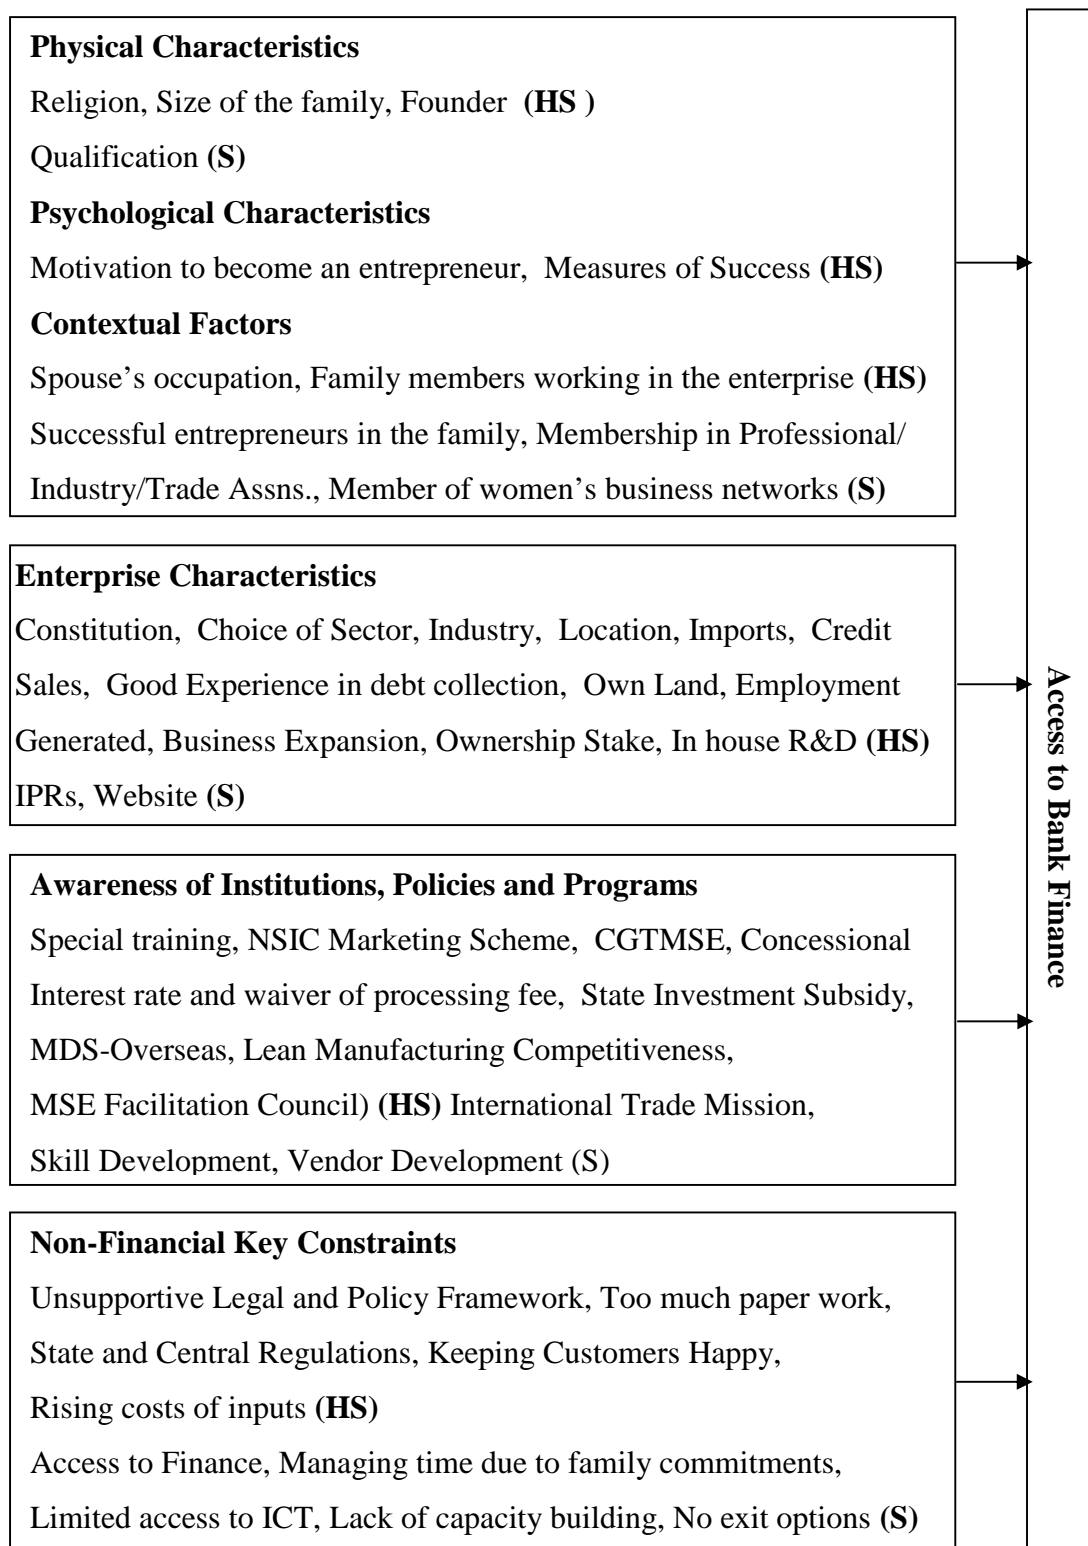 Physical Characteristics
Religion, Size of the family, Founder (HS )
Qualification (S)
Psychological Characteristics
Motivation to become an entrepreneur, Measures of Success (HS)
Contextual Factors
Spouse’s occupation, Family members working in the enterprise (HS)
Successful entrepreneurs in the family, Membership in Professional/
Industry/Trade Assns., Member of women’s business networks (S)
Enterprise Characteristics
Constitution, Choice of Sector, Industry, Location, Imports, Credit
Sales, Good Experience in debt collection, Own Land, Employment
Generated, Business Expansion, Ownership Stake, In house R&D (HS)
IPRs, Website (S)
Awareness of Institutions, Policies and Programs
Special training, NSIC Marketing Scheme, CGTMSE, Concessional
Interest rate and waiver of processing fee, State Investment Subsidy,
MDS-Overseas, Lean Manufacturing Competitiveness,
MSE Facilitation Council) (HS) International Trade Mission,
Skill Development, Vendor Development (S)
Non-Financial Key Constraints
Unsupportive Legal and Policy Framework, Too much paper work,
State and Central Regulations, Keeping Customers Happy,
Rising costs of inputs (HS)
Access to Finance, Managing time due to family commitments,
Limited access to ICT, Lack of capacity building, No exit options (S)
Access to Bank Finance